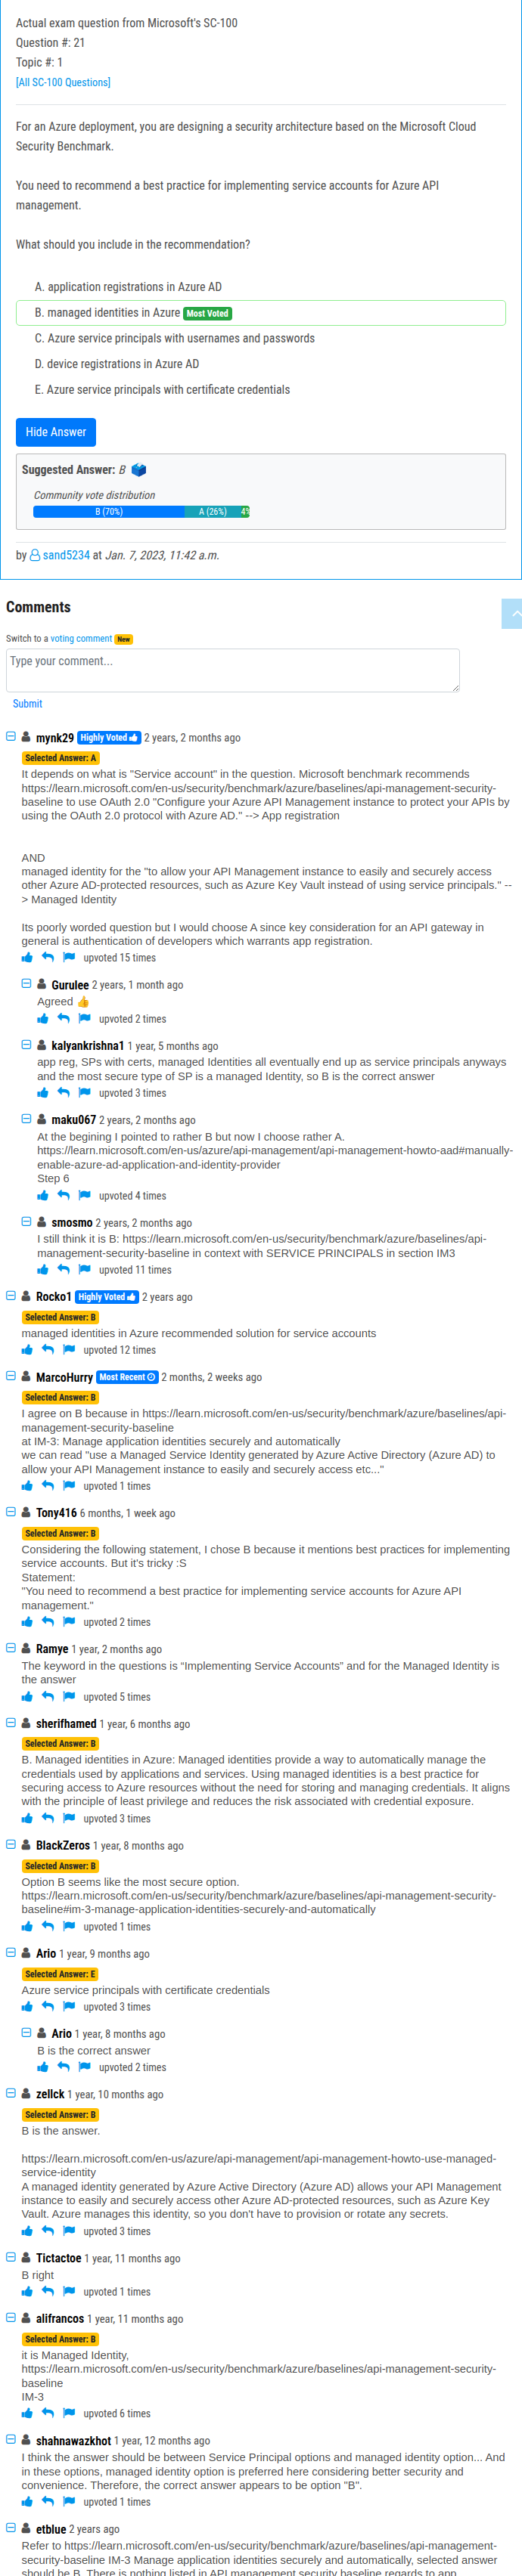 Actual exam question from Microsoft's SC-100
Question #: 21
Topic #: 1
[All SC-100 Questions]
For an Azure deployment, you are designing a security architecture based on the Microsoft Cloud
Security Benchmark.
You need to recommend a best practice for implementing service accounts for Azure API
management.
What should you include in the recommendation?
A. application registrations in Azure AD
B. managed identities in Azure Most Voted
C. Azure service principals with usernames and passwords
D. device registrations in Azure AD
E. Azure service principals with certificate credentials
Hide Answer
Suggested Answer: B
Community vote distribution
B (70%) A (26%) 4%
by sand5234 at Jan. 7, 2023, 11:42 a.m.
Comments
Switch to a voting comment New
Type your comment...
Submit
mynk29 Highly Voted 2 years, 2 months ago
Selected Answer: A
It depends on what is "Service account" in the question. Microsoft benchmark recommends
https://learn.microsoft.com/en-us/security/benchmark/azure/baselines/api-management-security-
baseline to use OAuth 2.0 "Configure your Azure API Management instance to protect your APIs by
using the OAuth 2.0 protocol with Azure AD." --> App registration
AND
managed identity for the "to allow your API Management instance to easily and securely access
other Azure AD-protected resources, such as Azure Key Vault instead of using service principals." --
> Managed Identity
Its poorly worded question but I would choose A since key consideration for an API gateway in
general is authentication of developers which warrants app registration.
upvoted 15 times
Gurulee 2 years, 1 month ago
Agreed 👍
upvoted 2 times
kalyankrishna1 1 year, 5 months ago
app reg, SPs with certs, managed Identities all eventually end up as service principals anyways
and the most secure type of SP is a managed Identity, so B is the correct answer
upvoted 3 times
maku067 2 years, 2 months ago
At the begining I pointed to rather B but now I choose rather A.
https://learn.microsoft.com/en-us/azure/api-management/api-management-howto-aad#manually-
enable-azure-ad-application-and-identity-provider
Step 6
upvoted 4 times
smosmo 2 years, 2 months ago
I still think it is B: https://learn.microsoft.com/en-us/security/benchmark/azure/baselines/api-
management-security-baseline in context with SERVICE PRINCIPALS in section IM3
upvoted 11 times
Rocko1 Highly Voted 2 years ago
Selected Answer: B
managed identities in Azure recommended solution for service accounts
upvoted 12 times
MarcoHurry Most Recent 2 months, 2 weeks ago
Selected Answer: B
I agree on B because in https://learn.microsoft.com/en-us/security/benchmark/azure/baselines/api-
management-security-baseline
at IM-3: Manage application identities securely and automatically
we can read "use a Managed Service Identity generated by Azure Active Directory (Azure AD) to
allow your API Management instance to easily and securely access etc..."
upvoted 1 times
Tony416 6 months, 1 week ago
Selected Answer: B
Considering the following statement, I chose B because it mentions best practices for implementing
service accounts. But it's tricky :S
Statement:
"You need to recommend a best practice for implementing service accounts for Azure API
management."
upvoted 2 times
Ramye 1 year, 2 months ago
The keyword in the questions is “Implementing Service Accounts” and for the Managed Identity is
the answer
upvoted 5 times
sherifhamed 1 year, 6 months ago
Selected Answer: B
B. Managed identities in Azure: Managed identities provide a way to automatically manage the
credentials used by applications and services. Using managed identities is a best practice for
securing access to Azure resources without the need for storing and managing credentials. It aligns
with the principle of least privilege and reduces the risk associated with credential exposure.
upvoted 3 times
BlackZeros 1 year, 8 months ago
Selected Answer: B
Option B seems like the most secure option.
https://learn.microsoft.com/en-us/security/benchmark/azure/baselines/api-management-security-
baseline#im-3-manage-application-identities-securely-and-automatically
upvoted 1 times
Ario 1 year, 9 months ago
Selected Answer: E
Azure service principals with certificate credentials
upvoted 3 times
Ario 1 year, 8 months ago
B is the correct answer
upvoted 2 times
zellck 1 year, 10 months ago
Selected Answer: B
B is the answer.
https://learn.microsoft.com/en-us/azure/api-management/api-management-howto-use-managed-
service-identity
A managed identity generated by Azure Active Directory (Azure AD) allows your API Management
instance to easily and securely access other Azure AD-protected resources, such as Azure Key
Vault. Azure manages this identity, so you don't have to provision or rotate any secrets.
upvoted 3 times
Tictactoe 1 year, 11 months ago
B right
upvoted 1 times
alifrancos 1 year, 11 months ago
Selected Answer: B
it is Managed Identity,
https://learn.microsoft.com/en-us/security/benchmark/azure/baselines/api-management-security-
baseline
IM-3
upvoted 6 times
shahnawazkhot 1 year, 12 months ago
I think the answer should be between Service Principal options and managed identity option... And
in these options, managed identity option is preferred here considering better security and
convenience. Therefore, the correct answer appears to be option "B".
upvoted 1 times
etblue 2 years ago
Refer to https://learn.microsoft.com/en-us/security/benchmark/azure/baselines/api-management-
security-baseline IM-3 Manage application identities securely and automatically, selected answer
should be B. There is nothing listed in API management security baseline regards to app